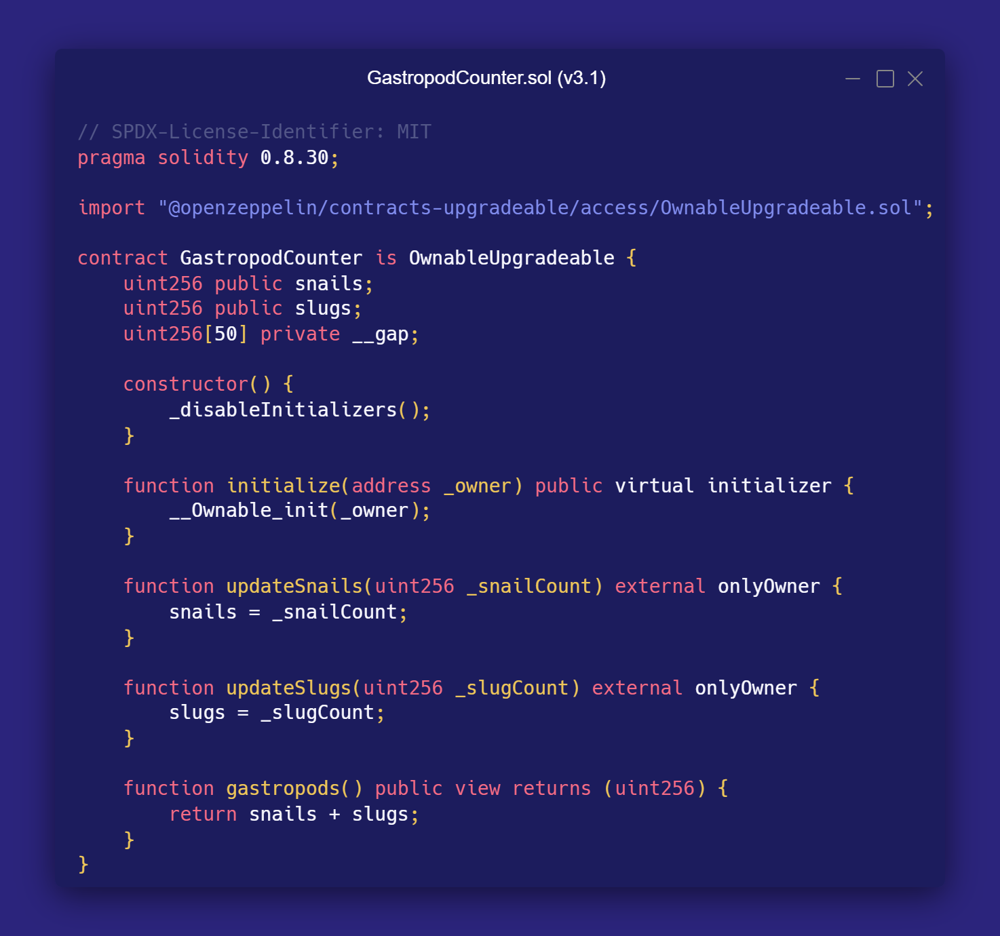 GastropodCounter.sol (v3.1)
// SPDX-License-Identifier: MIT
pragma solidity 0.8.30;
import "@openzeppelin/contracts-upgradeable/access/OwnableUpgradeable.sol";
contract GastropodCounter is OwnableUpgradeable {
    uint256 public snails;
    uint256 public slugs;
    uint256[50] private __gap;
    constructor() {
        _disableInitializers();
    }
    function initialize(address _owner) public virtual initializer {
        __Ownable_init(_owner);
    }
    function updateSnails(uint256 _snailCount) external onlyOwner {
        snails = _snailCount;
    }
    function updateSlugs(uint256 _slugCount) external onlyOwner {
        slugs = _slugCount;
    }
    function gastropods() public view returns (uint256) {
        return snails + slugs;
    }
}